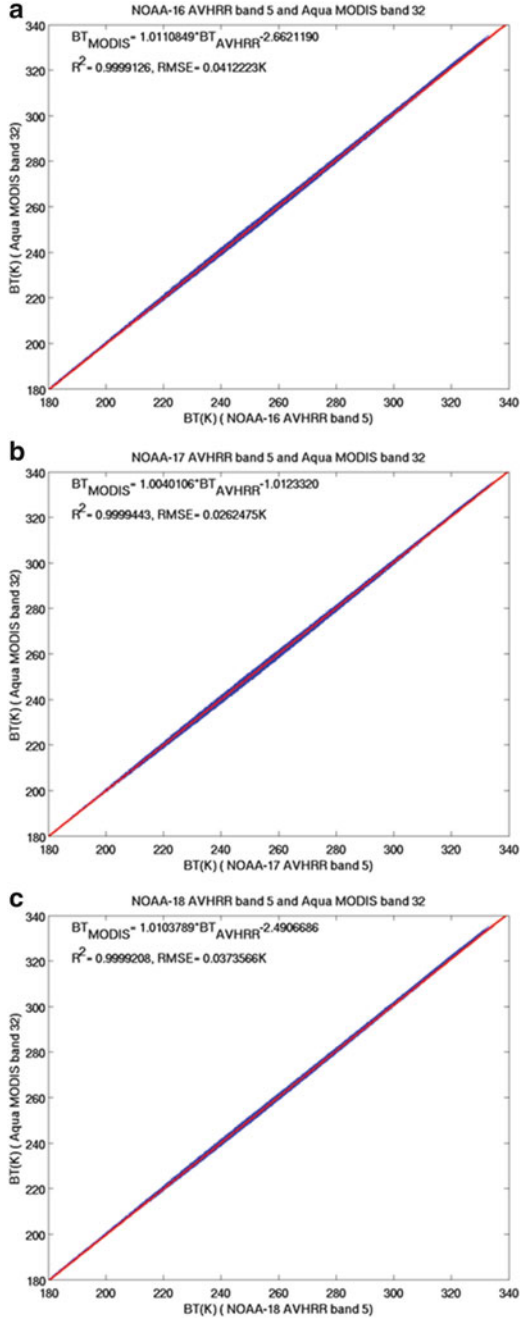 a
NOAA-16 AVHRR band 5 and Aqua MODIS band 32
BT_MODIS= 1.0110849*BT_AVHRR-2.6621190
R²= 0.9999126, RMSE= 0.0412223K
340
320
300
280
260
240
220
200
180
BT(K) ( Aqua MODIS band 32)
180 200 220 240 260 280 300 320 340
BT(K) ( NOAA-16 AVHRR band 5)
b
NOAA-17 AVHRR band 5 and Aqua MODIS band 32
BT_MODIS= 1.0040106*BT_AVHRR-1.0123320
R²= 0.9999443, RMSE= 0.0262475K
340
320
300
280
260
240
220
200
180
BT(K) ( Aqua MODIS band 32)
180 200 220 240 260 280 300 320 340
BT(K) ( NOAA-17 AVHRR band 5)
c
NOAA-18 AVHRR band 5 and Aqua MODIS band 32
BT_MODIS= 1.0103789*BT_AVHRR-2.4906686
R²= 0.9999208, RMSE= 0.0373566K
340
320
300
280
260
240
220
200
180
BT(K) ( Aqua MODIS band 32)
180 200 220 240 260 280 300 320 340
BT(K) ( NOAA-18 AVHRR band 5)